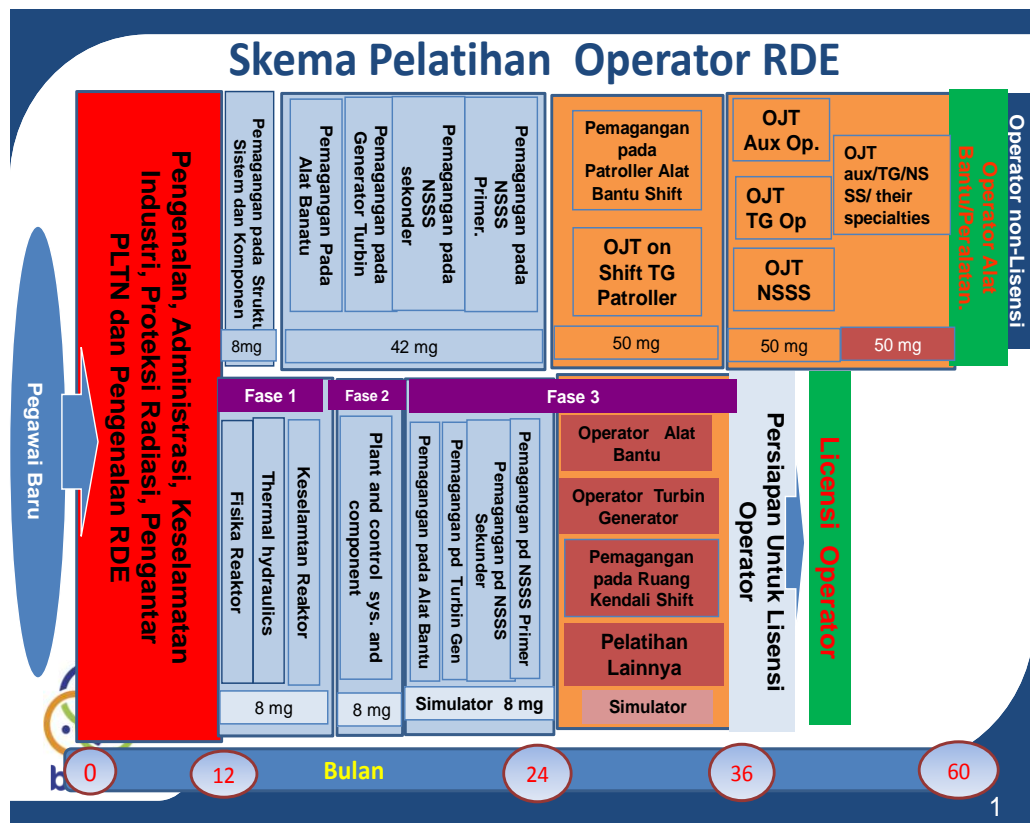 Skema Pelatihan Operator RDE
Pegawai Baru
Pengenalan, Administrasi, Keselamatan
Industri, Proteksi Radiasi, Pengantar
PLTN dan Pengenalan RDE
Pemagangan pada Struktu
Sistem dan Komponen
8mg
Pemagangan Pada
Alat Banatu
Pemagangan pada
Generator Turbin
Pemagangan pada
NSSS
sekonder
Pemagangan pada
NSSS
Primer.
42 mg
Pemagangan
pada
Patroller Alat
Bantu Shift
OJT on
Shift TG
Patroller
50 mg
OJT
Aux Op.
OJT
TG Op
OJT
NSSS
OJT
aux/TG/NS
SS/ their
specialties
50 mg
50 mg
Operator Alat
Bantu/Peralatan.
Operator non-Lisensi
Fase 1
Fisika Reaktor
Thermal hydraulics
Keselamtan Reaktor
8 mg
Fase 2
Plant and control sys. and
component
8 mg
Fase 3
Pemagangan pada Alat Bantu
Pemagangan pd Turbin Gen
Pemagangan pd NSSS
Sekunder
Pemagangan pd NSSS Primer
Simulator 8 mg
Operator Alat
Bantu
Operator Turbin
Generator
Pemagangan
pada Ruang
Kendali Shift
Pelatihan
Lainnya
Simulator
Persiapan Untuk Lisensi
Operator
Licensi Operator
0
12
Bulan
24
36
60
1